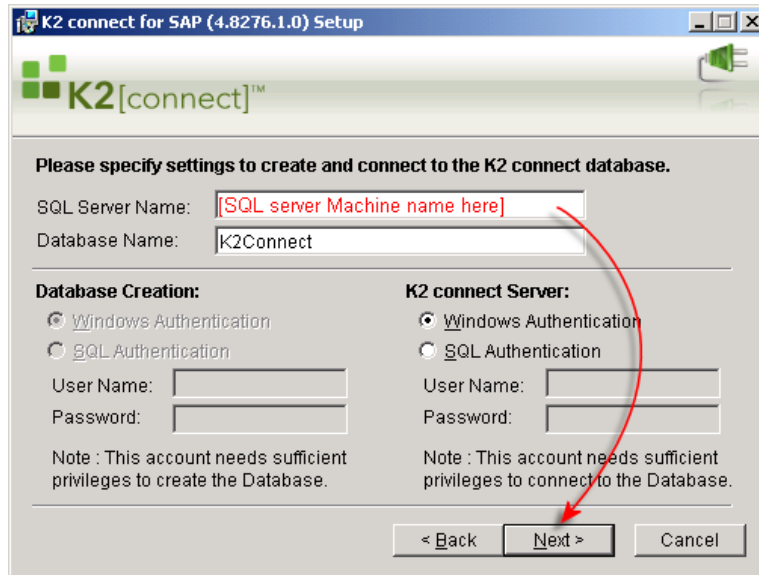 K2 connect for SAP (4.8276.1.0) Setup
K2[connect]™
Please specify settings to create and connect to the K2 connect database.
SQL Server Name: [SQL server Machine name here]
Database Name: K2Connect
Database Creation:
Windows Authentication
SQL Authentication
User Name:
Password:
Note : This account needs sufficient
privileges to create the Database.
K2 connect Server:
Windows Authentication
SQL Authentication
User Name:
Password:
Note : This account needs sufficient
privileges to connect to the Database.
< Back Next > Cancel